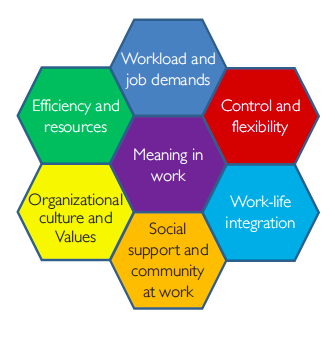 Workload and
job demands
Efficiency and
resources
Control and
flexibility
Meaning in
work
Organizational
culture and
Values
Work-life
integration
Social
support and
community
at work